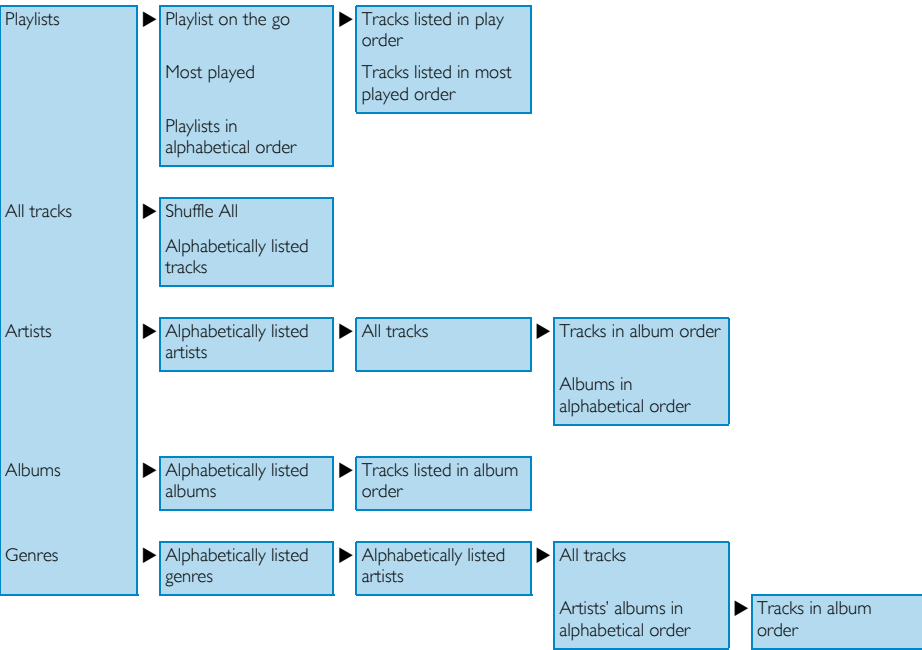 Playlists
Playlist on the go
Tracks listed in play
order
Most played
Tracks listed in most
played order
Playlists in
alphabetical order
All tracks
Shuffle All
Alphabetically listed
tracks
Artists
Alphabetically listed
artists
All tracks
Tracks in album order
Albums in
alphabetical order
Albums
Alphabetically listed
albums
Tracks listed in album
order
Genres
Alphabetically listed
genres
Alphabetically listed
artists
All tracks
Artists' albums in
alphabetical order
Tracks in album
order